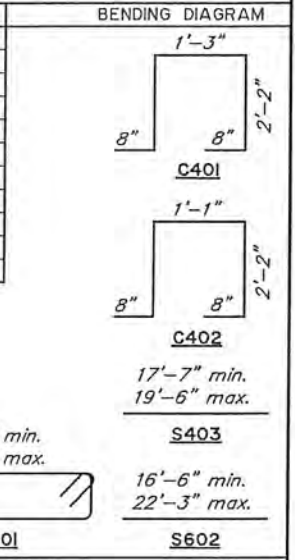 BENDING DIAGRAM
1'-3"
2'-2"
8" 8"
C401
1'-1"
2'-2"
8" 8"
C402
17'-7" min.
19'-6" max.
S403
min.
max.
01
16'-6" min.
22'-3" max.
S602